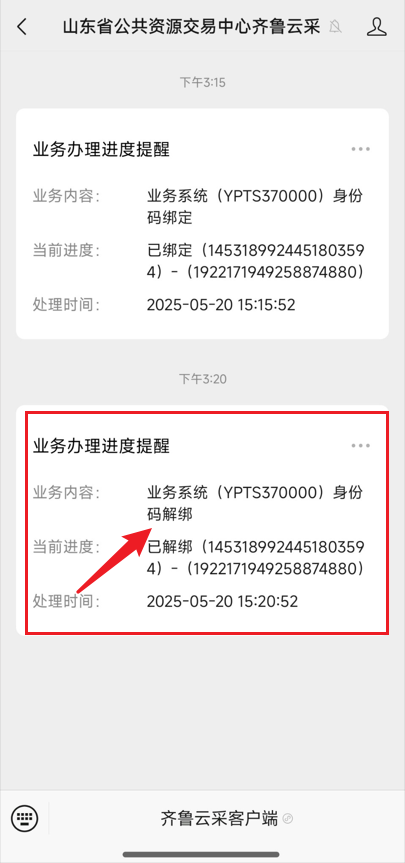 山东省公共资源交易中心齐鲁云采
下午3:15
业务办理进度提醒
业务内容： 业务系统（YPTS370000）身份
码绑定
当前进度： 已绑定（145318992445180359
4）-（1922171949258874880）
处理时间： 2025-05-20 15:15:52
下午3:20
业务办理进度提醒
业务内容： 业务系统（YPTS370000）身份
码解绑
当前进度： 已解绑（145318992445180359
4）-（1922171949258874880）
处理时间： 2025-05-20 15:20:52
齐鲁云采客户端